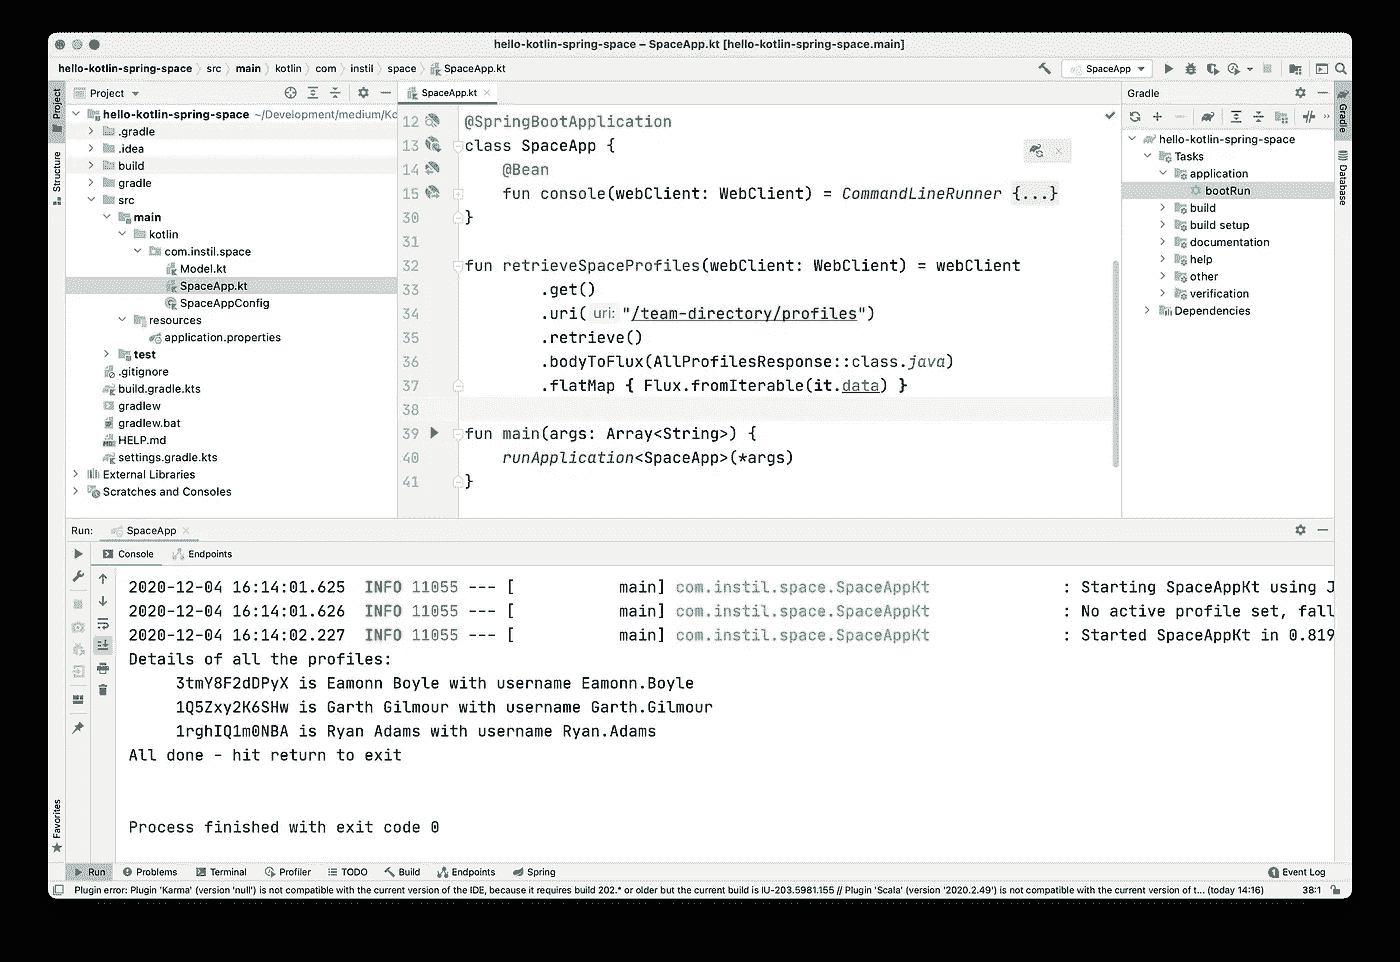 hello-kotlin-spring-space – SpaceApp.kt [hello-kotlin-spring-space.main]
hello-kotlin-spring-space src main kotlin com instil space SpaceApp.kt
SpaceApp
Project
Structure
Favorites
Project
hello-kotlin-spring-space ~/Development/medium/Kc
.gradle
.idea
build
gradle
src
main
kotlin
com.instil.space
Model.kt
SpaceApp.kt
SpaceAppConfig
resources
application.properties
test
.gitignore
build.gradle.kts
gradlew
gradlew.bat
HELP.md
settings.gradle.kts
External Libraries
Scratches and Consoles
SpaceApp.kt
12 @SpringBootApplication
13 class SpaceApp {
14 @Bean
15 fun console(webClient: WebClient) = CommandLineRunner {...}
30 }
31
32 fun retrieveSpaceProfiles(webClient: WebClient) = webClient
33 .get()
34 .uri( uri: "/team-directory/profiles")
35 .retrieve()
36 .bodyToFlux(AllProfilesResponse::class.java)
37 .flatMap { Flux.fromIterable(it.data) }
38
39 fun main(args: Array<String>) {
40 runApplication<SpaceApp>(*args)
41 }
Gradle
hello-kotlin-spring-space
Tasks
application
bootRun
build
build setup
documentation
help
other
verification
Dependencies
Gradle
Database
Run: SpaceApp
Console Endpoints
2020-12-04 16:14:01.625 INFO 11055 --- [ main] com.instil.space.SpaceAppKt : Starting SpaceAppKt using J
2020-12-04 16:14:01.626 INFO 11055 --- [ main] com.instil.space.SpaceAppKt : No active profile set, fall
2020-12-04 16:14:02.227 INFO 11055 --- [ main] com.instil.space.SpaceAppKt : Started SpaceAppKt in 0.819
Details of all the profiles:
3tmY8F2dDPyX is Eamonn Boyle with username Eamonn.Boyle
1Q5Zxy2K6SHw is Garth Gilmour with username Garth.Gilmour
1rghIQ1m0NBA is Ryan Adams with username Ryan.Adams
All done - hit return to exit
Process finished with exit code 0
Run Problems Terminal Profiler TODO Build Endpoints Spring 1 Event Log
Plugin error: Plugin 'Karma' (version 'null') is not compatible with the current version of the IDE, because it requires build 202.* or older but the current build is IU-203.5981.155 // Plugin 'Scala' (version '2020.2.49') is not compatible with the current version of t... (today 14:16) 38:1